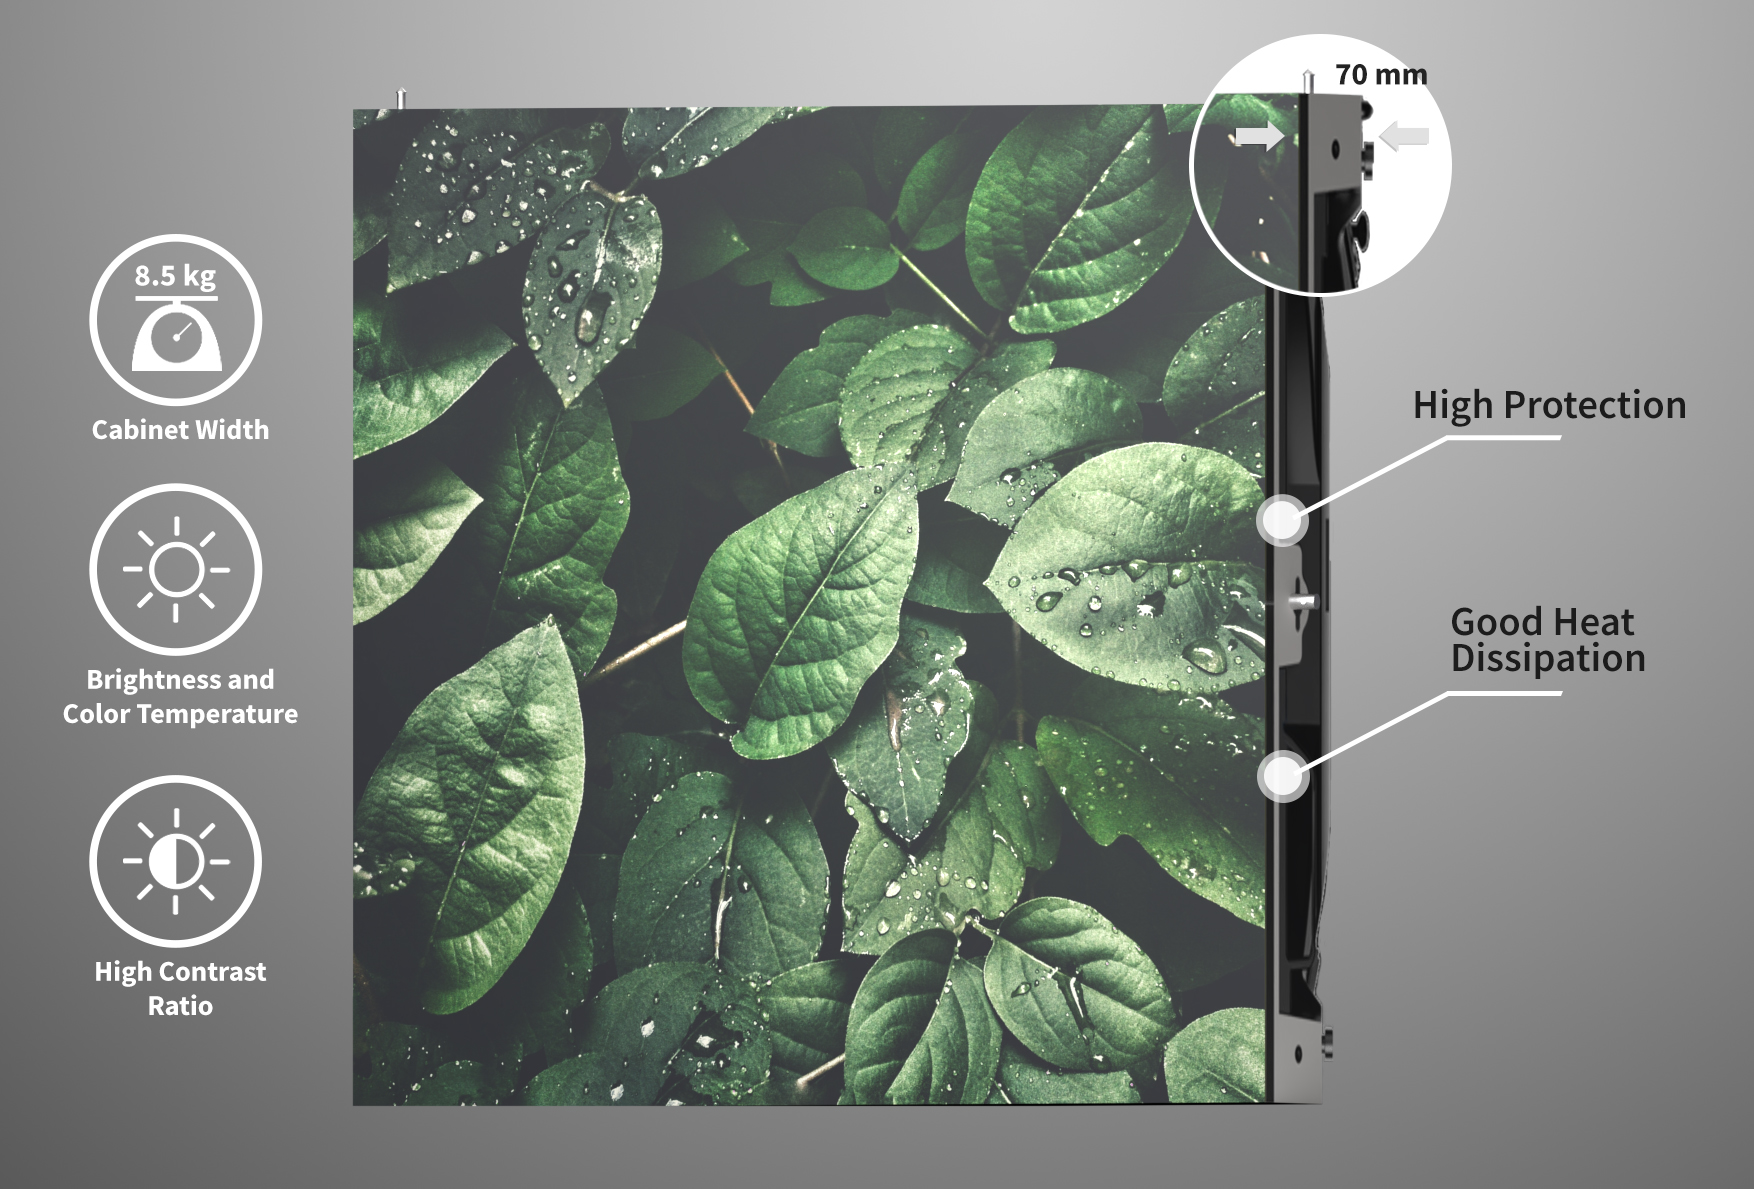 70 mm
8.5 kg
Cabinet Width
Brightness and
Color Temperature
High Contrast
Ratio
High Protection
Good Heat
Dissipation